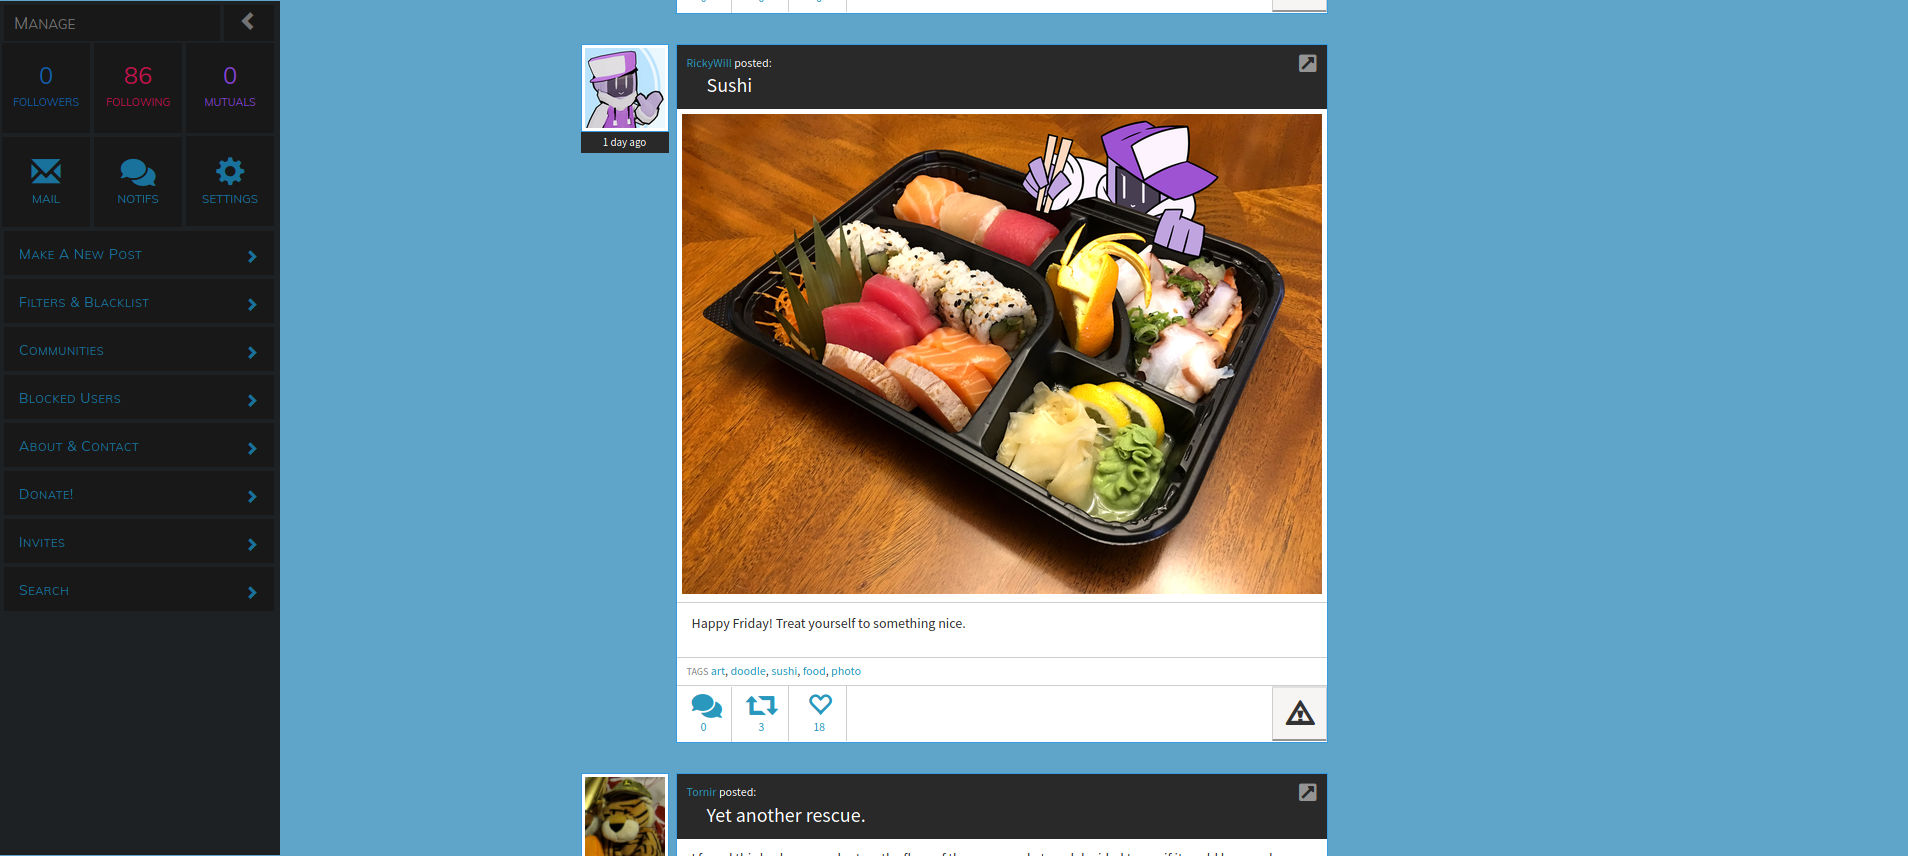 MANAGE
0
FOLLOWERS
86
FOLLOWING
0
MUTUALS
MAIL
NOTIFS
SETTINGS
MAKE A NEW POST
FILTERS & BLACKLIST
COMMUNITIES
BLOCKED USERS
ABOUT & CONTACT
DONATE!
INVITES
SEARCH
RickyWill posted:
Sushi
1 day ago
Happy Friday! Treat yourself to something nice.
TAGS art, doodle, sushi, food, photo
0
3
18
Tornir posted:
Yet another rescue.